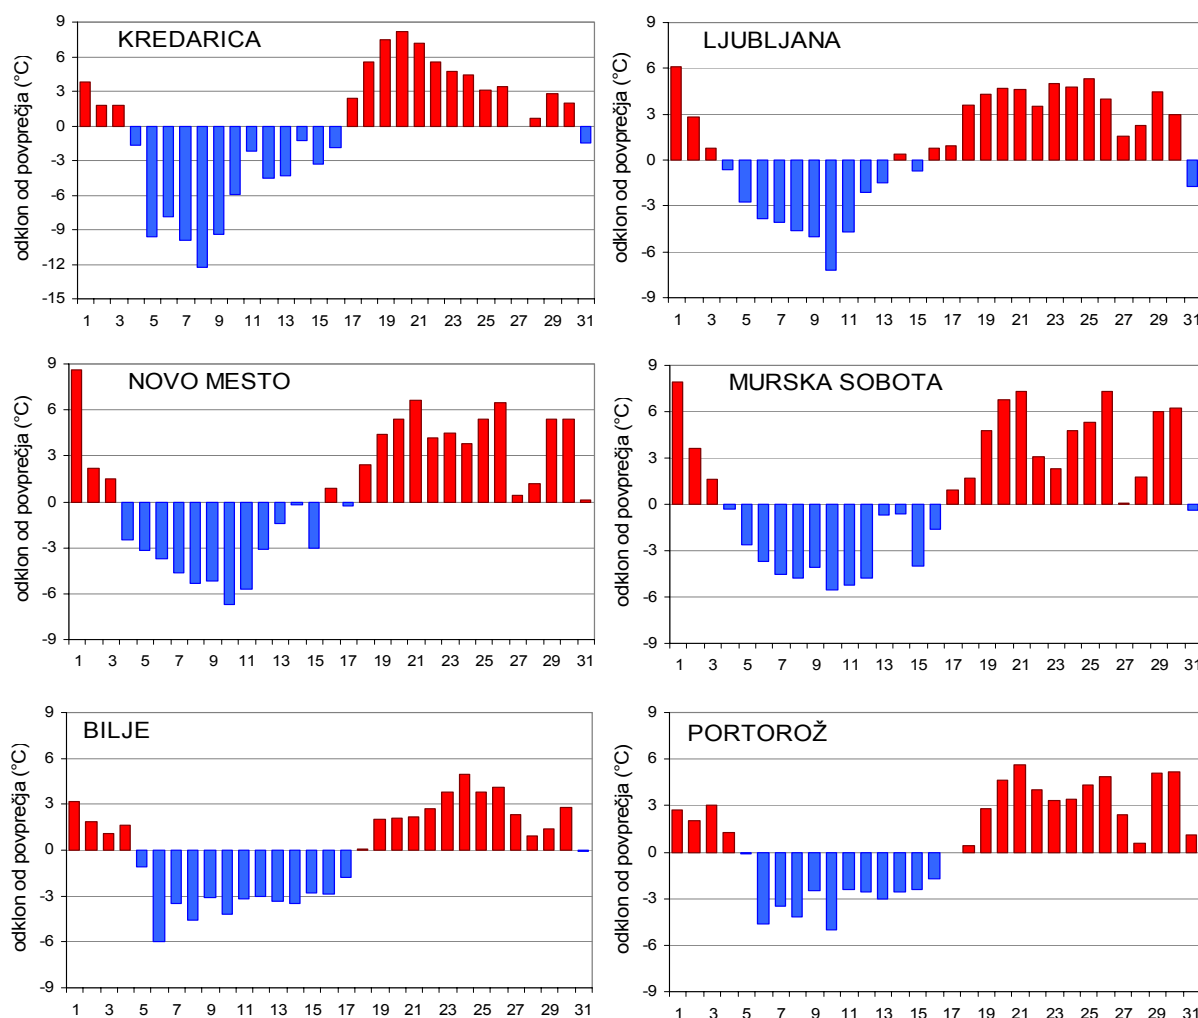 KREDARICA
odklon od povprečja (°C)
9
6
3
0
-3
-6
-9
-12
-15
1 3 5 7 9 11 13 15 17 19 21 23 25 27 29 31
LJUBLJANA
odklon od povprečja (°C)
9
6
3
0
-3
-6
-9
1 3 5 7 9 11 13 15 17 19 21 23 25 27 29 31
NOVO MESTO
odklon od povprečja (°C)
9
6
3
0
-3
-6
-9
1 3 5 7 9 11 13 15 17 19 21 23 25 27 29 31
MURSKA SOBOTA
odklon od povprečja (°C)
9
6
3
0
-3
-6
-9
1 3 5 7 9 11 13 15 17 19 21 23 25 27 29 31
BILJE
odklon od povprečja (°C)
9
6
3
0
-3
-6
-9
1 3 5 7 9 11 13 15 17 19 21 23 25 27 29 31
PORTOROŽ
odklon od povprečja (°C)
9
6
3
0
-3
-6
-9
1 3 5 7 9 11 13 15 17 19 21 23 25 27 29 31